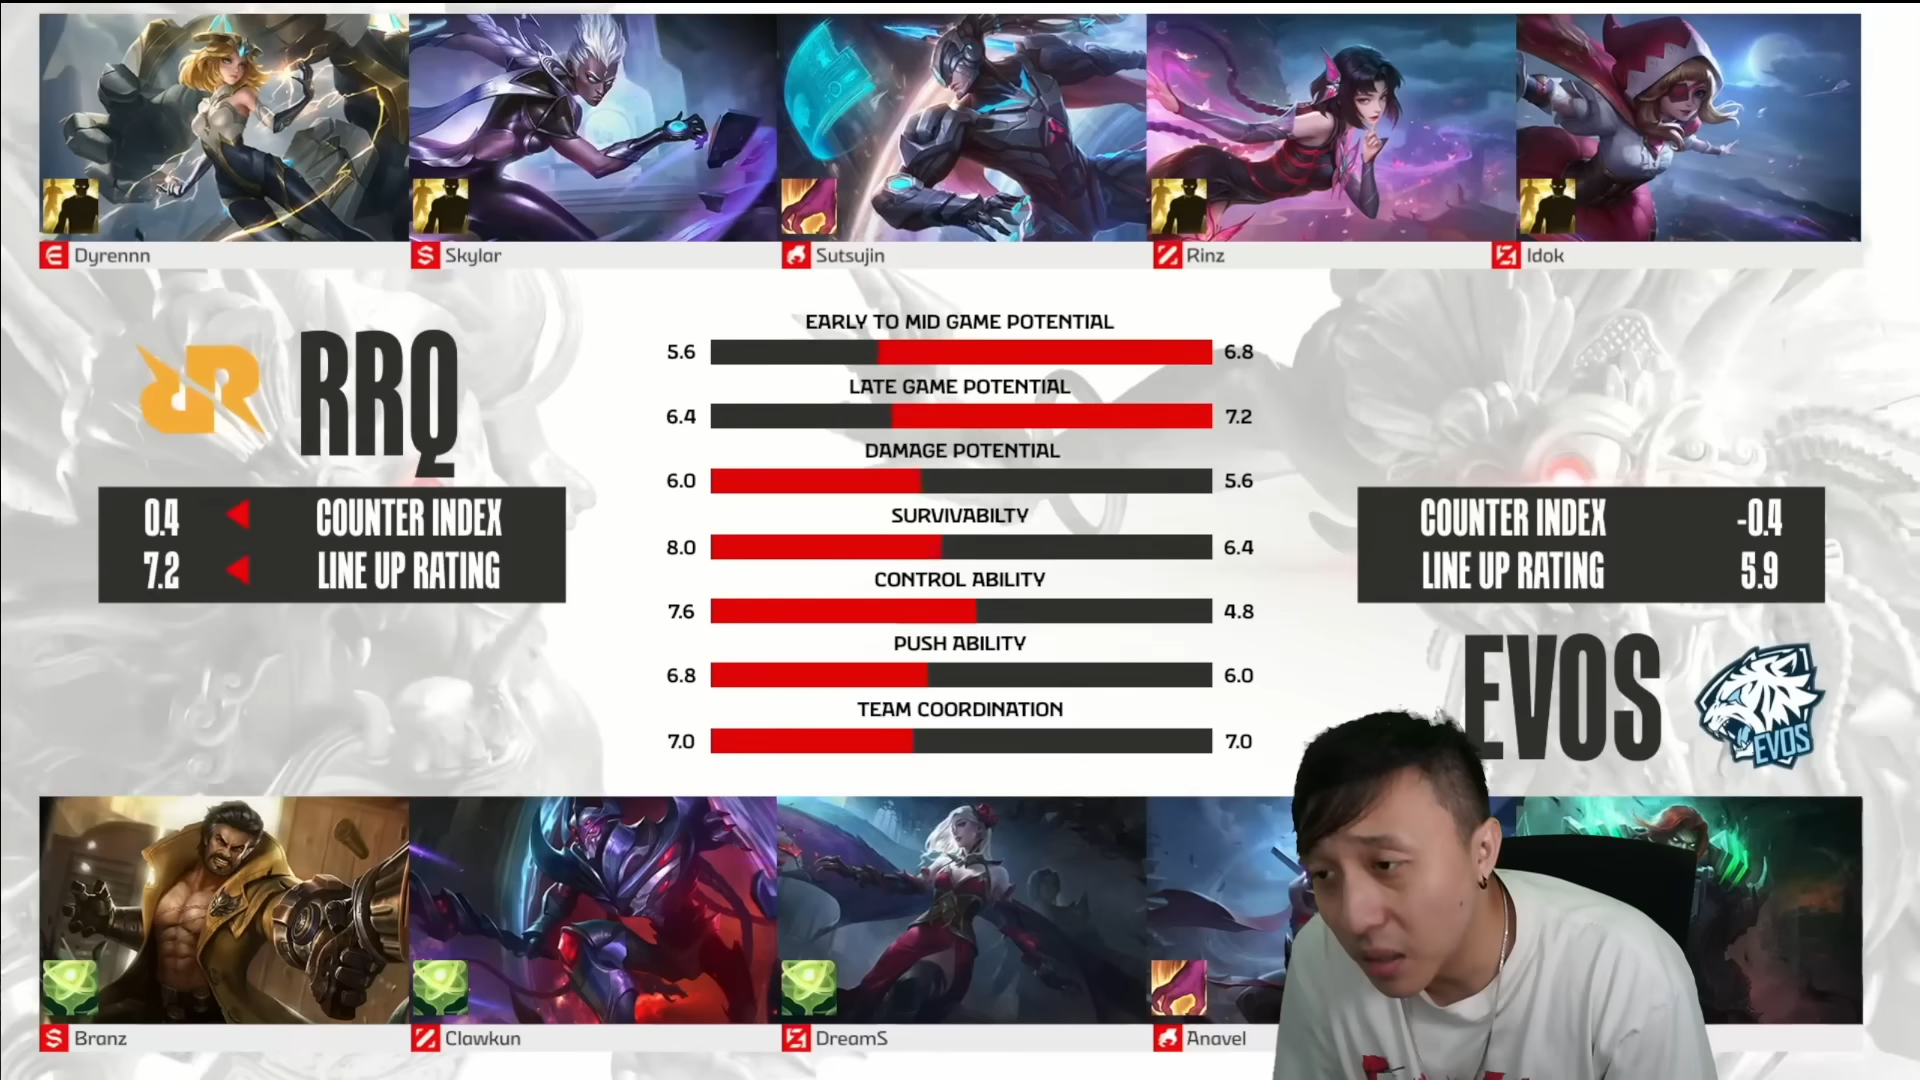 Dyrennn
Skylar
Sutsujin
Rinz
Idok
EARLY TO MID GAME POTENTIAL
5.6 6.8
LATE GAME POTENTIAL
6.4 7.2
DAMAGE POTENTIAL
6.0 5.6
SURVIVABILTY
8.0 6.4
CONTROL ABILITY
7.6 4.8
PUSH ABILITY
6.8 6.0
TEAM COORDINATION
7.0 7.0
RRQ
0.4 COUNTER INDEX
7.2 LINE UP RATING
COUNTER INDEX -0.4
LINE UP RATING 5.9
EVOS
EVOS
Branz
Clawkun
DreamS
Anavel